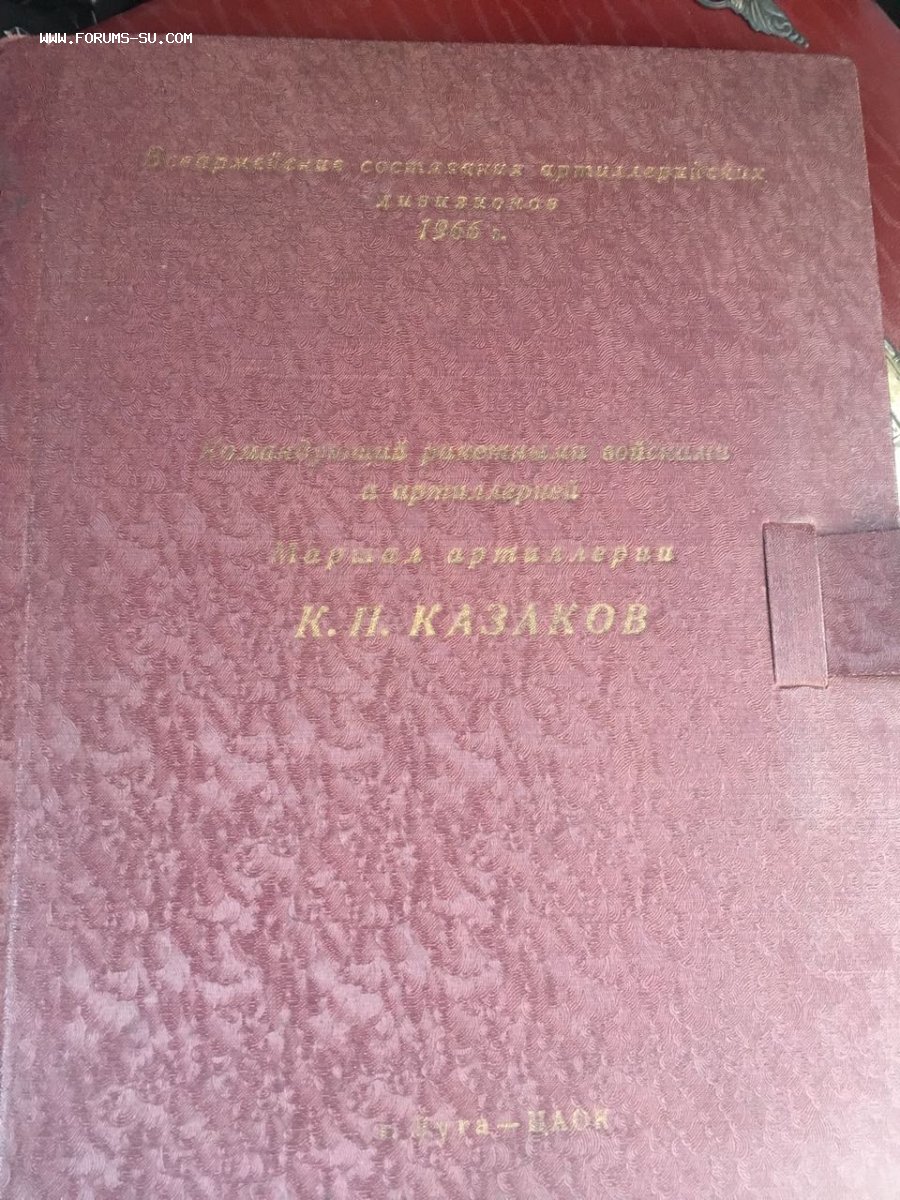 WWW.FORUMS-SU.COM
Всеармейские состязания артиллерийских
дивизионов
1966 г.
Командующий ракетными войсками
и артиллерией
Маршал артиллерии
К. П. КАЗАКОВ
г. Луга — ЦАОК